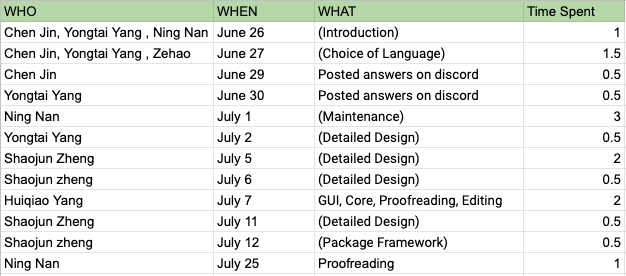 WHO WHEN WHAT Time Spent
Chen Jin, Yongtai Yang , Ning Nan June 26 (Introduction) 1
Chen Jin, Yongtai Yang , Zehao June 27 (Choice of Language) 1.5
Chen Jin June 29 Posted answers on discord 0.5
Yongtai Yang June 30 Posted answers on discord 0.5
Ning Nan July 1 (Maintenance) 3
Yongtai Yang July 2 (Detailed Design) 0.5
Shaojun Zheng July 5 (Detailed Design) 2
Shaojun zheng July 6 (Detailed Design) 0.5
Huiqiao Yang July 7 GUI, Core, Proofreading, Editing 2
Shaojun Zheng July 11 (Detailed Design) 0.5
Shaojun zheng July 12 (Package Framework) 0.5
Ning Nan July 25 Proofreading 1